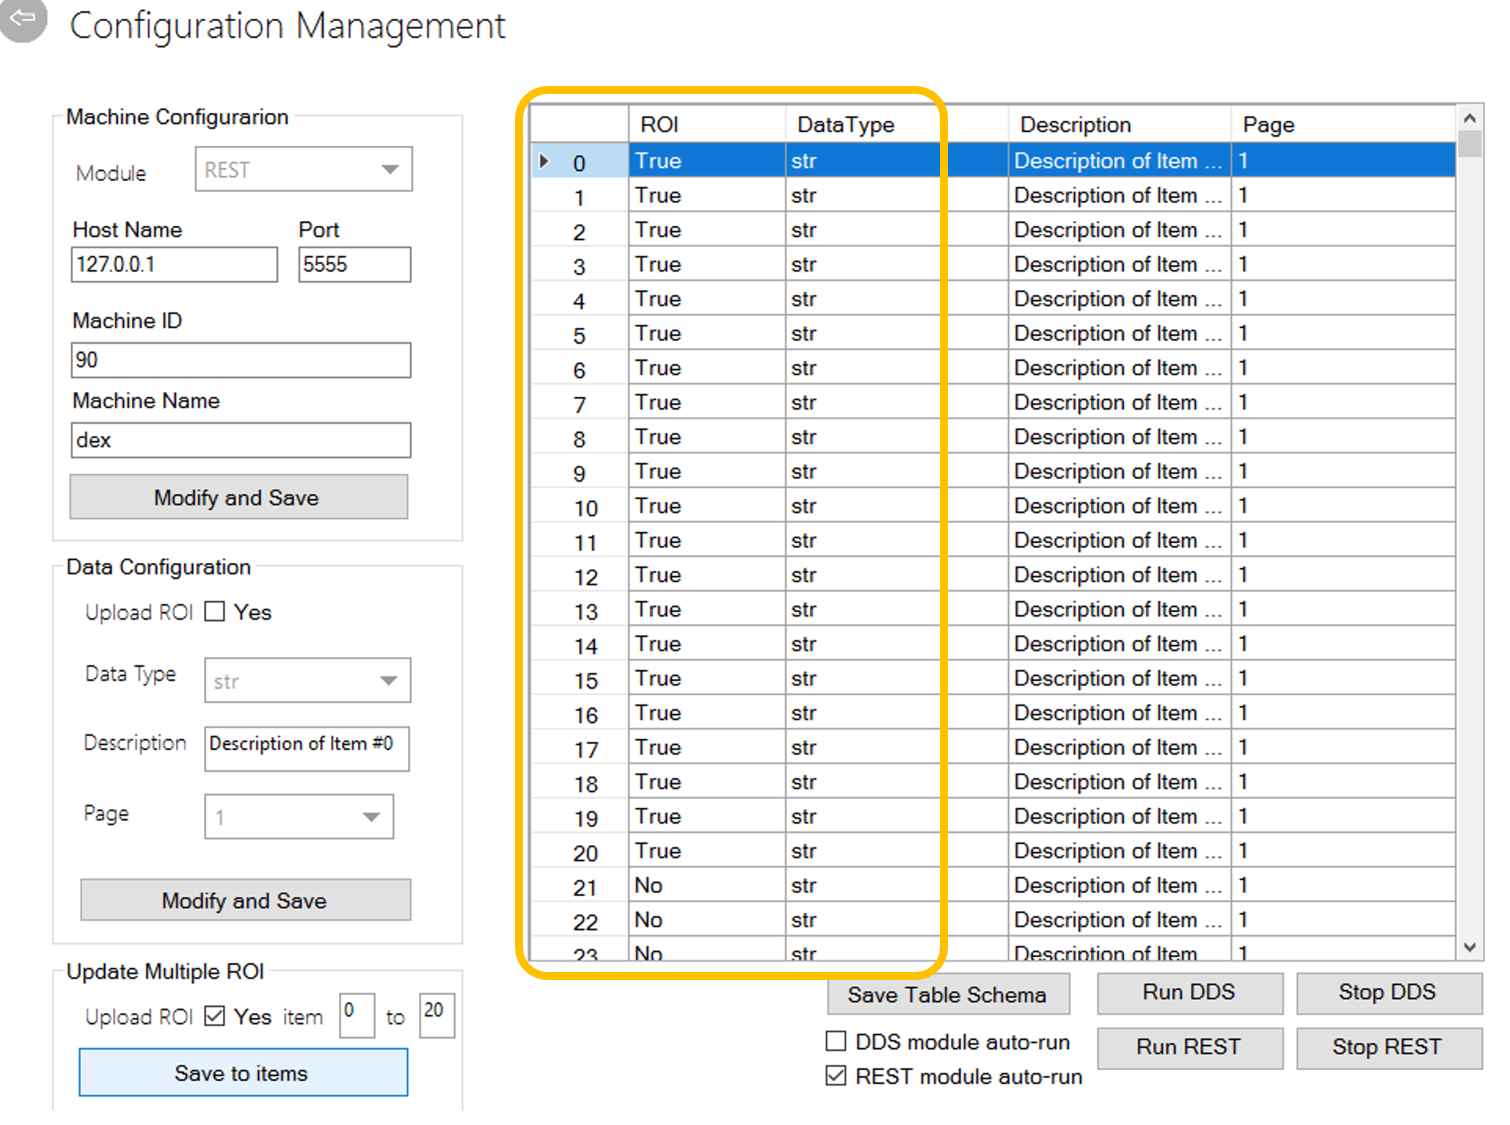 Configuration Management
Machine Configurarion
Module REST
Host Name Port
127.0.0.1 5555
Machine ID
90
Machine Name
dex
Modify and Save
Data Configuration
Upload ROI Yes
Data Type str
Description Description of Item #0
Page 1
Modify and Save
Update Multiple ROI
Upload ROI Yes item 0 to 20
Save to items
ROI DataType Description Page
0 True str Description of Item ... 1
1 True str Description of Item ... 1
2 True str Description of Item ... 1
3 True str Description of Item ... 1
4 True str Description of Item ... 1
5 True str Description of Item ... 1
6 True str Description of Item ... 1
7 True str Description of Item ... 1
8 True str Description of Item ... 1
9 True str Description of Item ... 1
10 True str Description of Item ... 1
11 True str Description of Item ... 1
12 True str Description of Item ... 1
13 True str Description of Item ... 1
14 True str Description of Item ... 1
15 True str Description of Item ... 1
16 True str Description of Item ... 1
17 True str Description of Item ... 1
18 True str Description of Item ... 1
19 True str Description of Item ... 1
20 True str Description of Item ... 1
21 No str Description of Item ... 1
22 No str Description of Item ... 1
23 No str Description of Item ... 1
Save Table Schema Run DDS Stop DDS
DDS module auto-run Run REST Stop REST
REST module auto-run